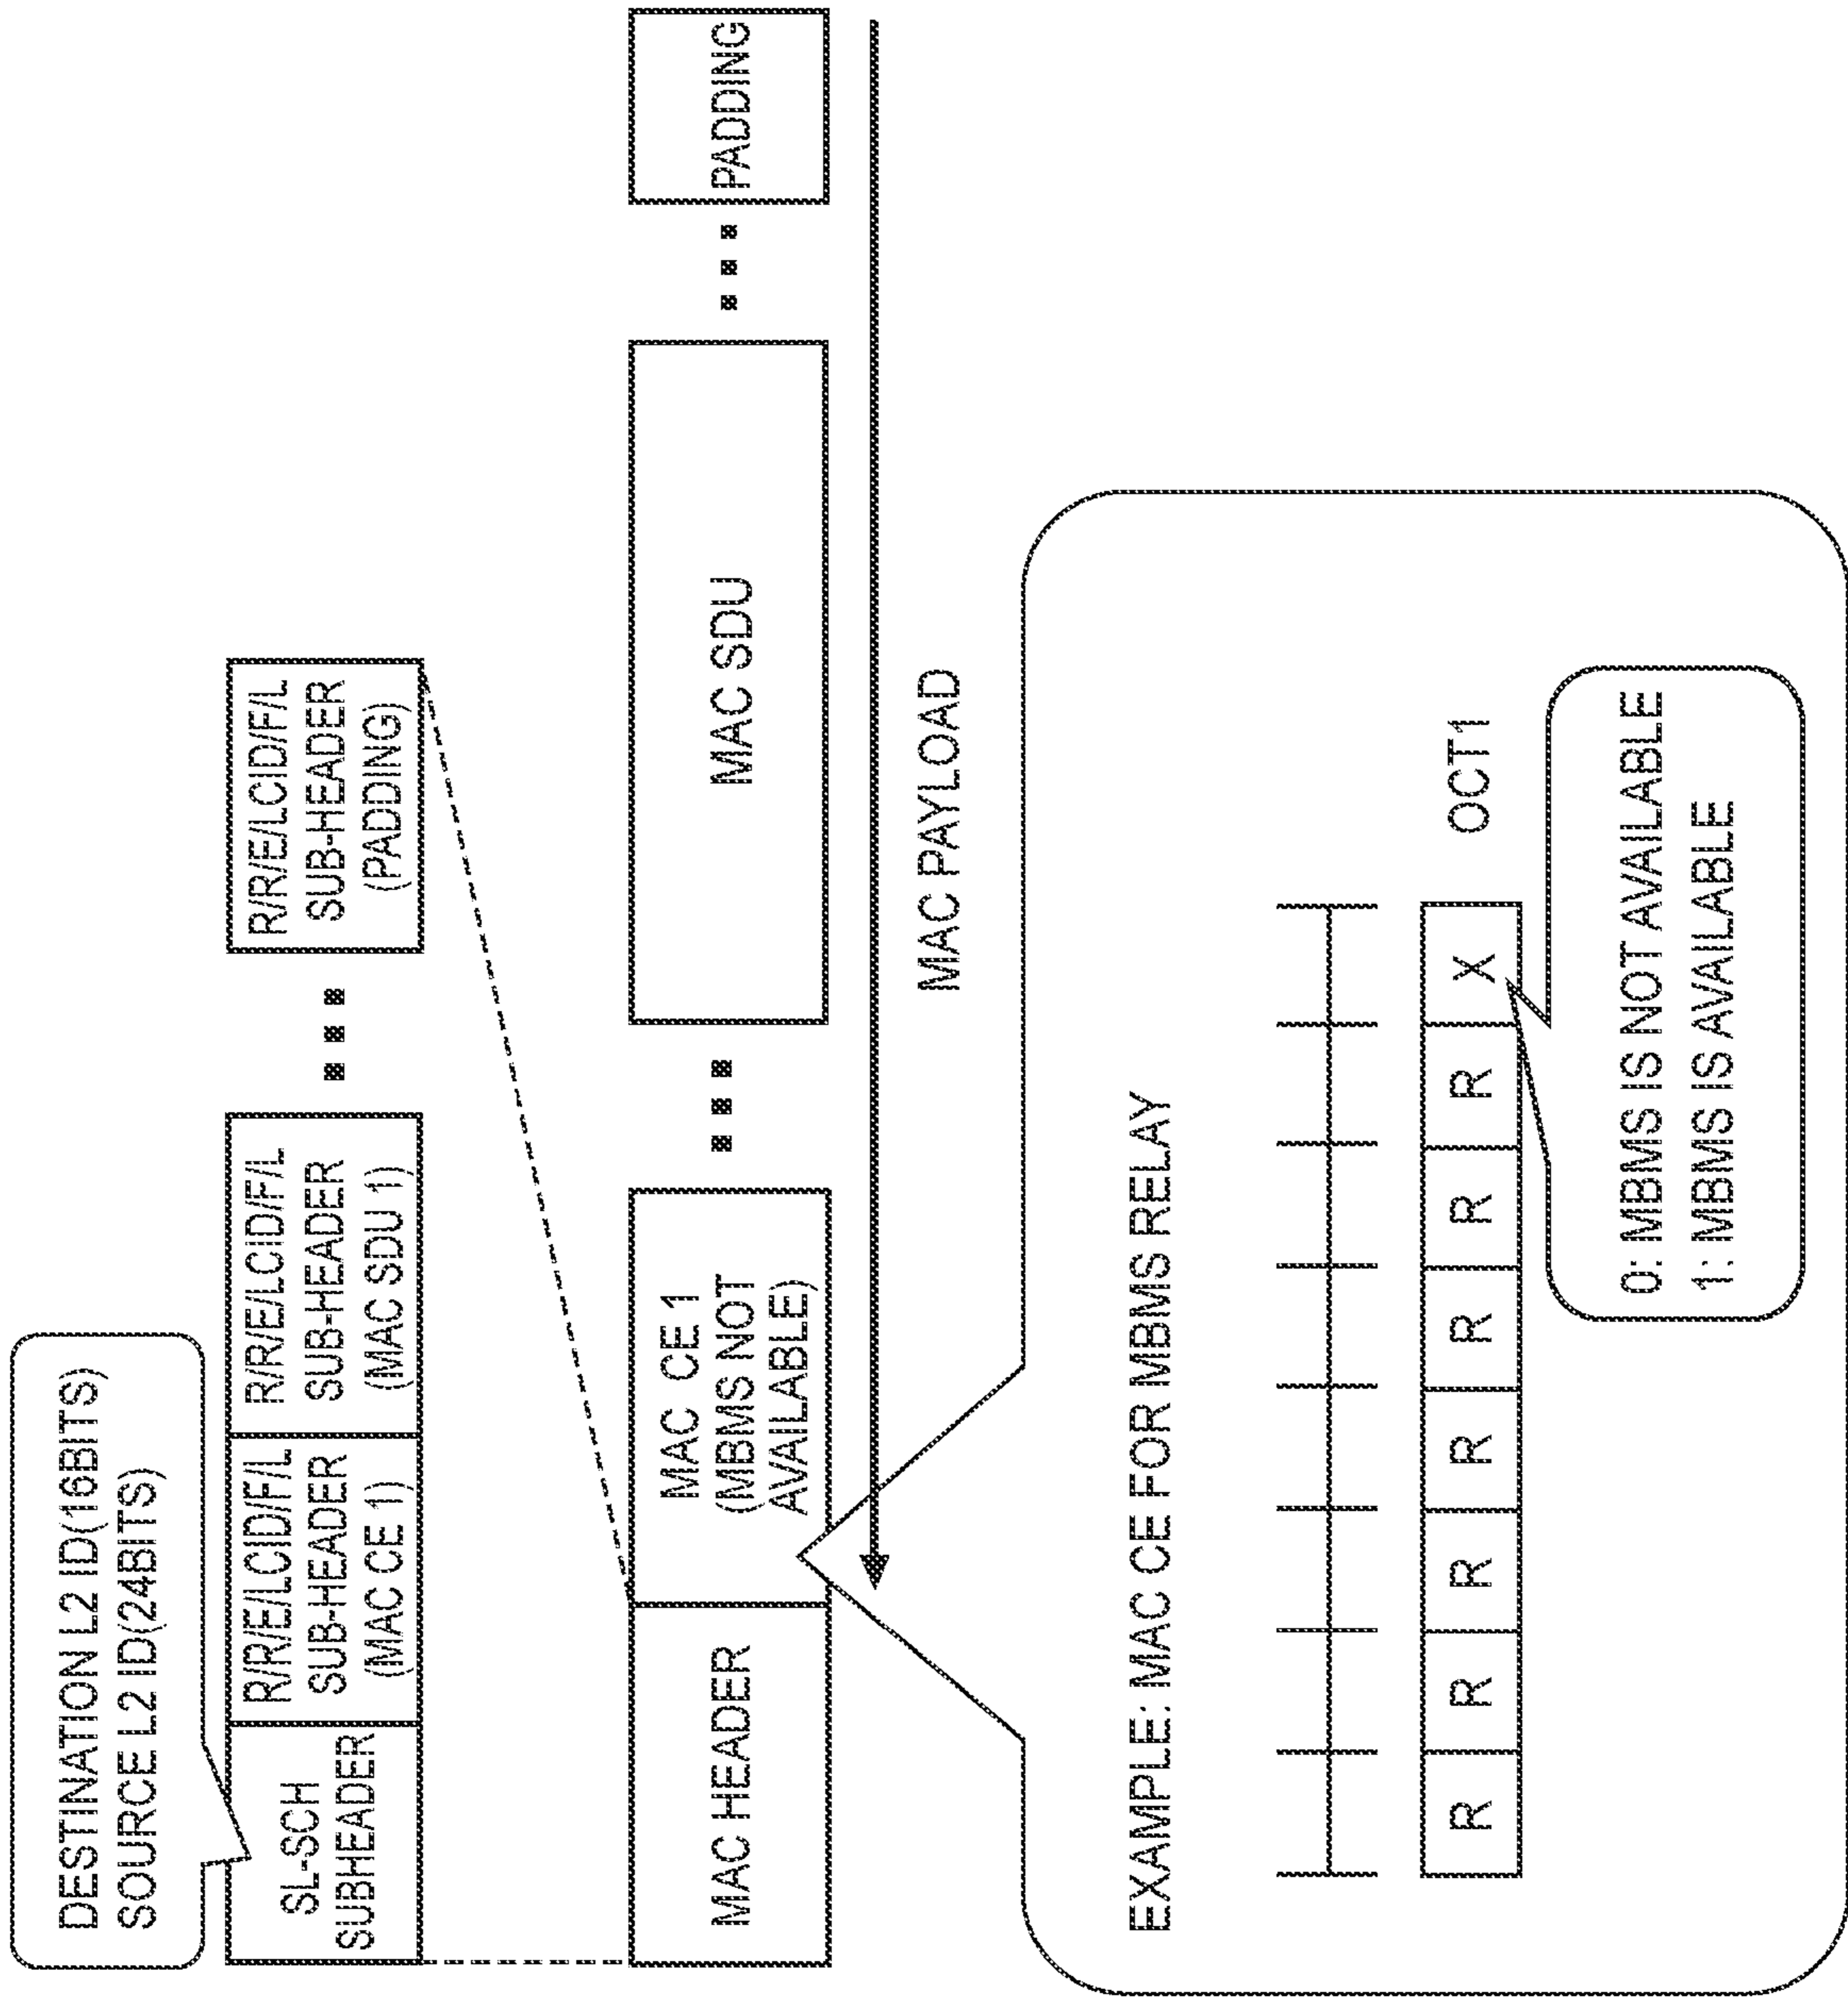 DESTINATION L2 ID(16BITS)
SOURCE L2 ID(24BITS)
SL-SCH
SUBHEADER
R/R/E/LCID/F/L
SUB-HEADER
(MAC CE 1)
R/R/E/LCID/F/L
SUB-HEADER
(MAC SDU 1)
R/R/E/LCID/F/L
SUB-HEADER
(PADDING)
MAC HEADER
MAC CE1
(MBMS NOT
AVAILABLE)
MAC SDU
PADDING
MAC PAYLOAD
EXAMPLE: MAC CE FOR MBMS RELAY
R R R R R R R X OCT1
0: MBMS IS NOT AVAILABLE
1: MBMS IS AVAILABLE